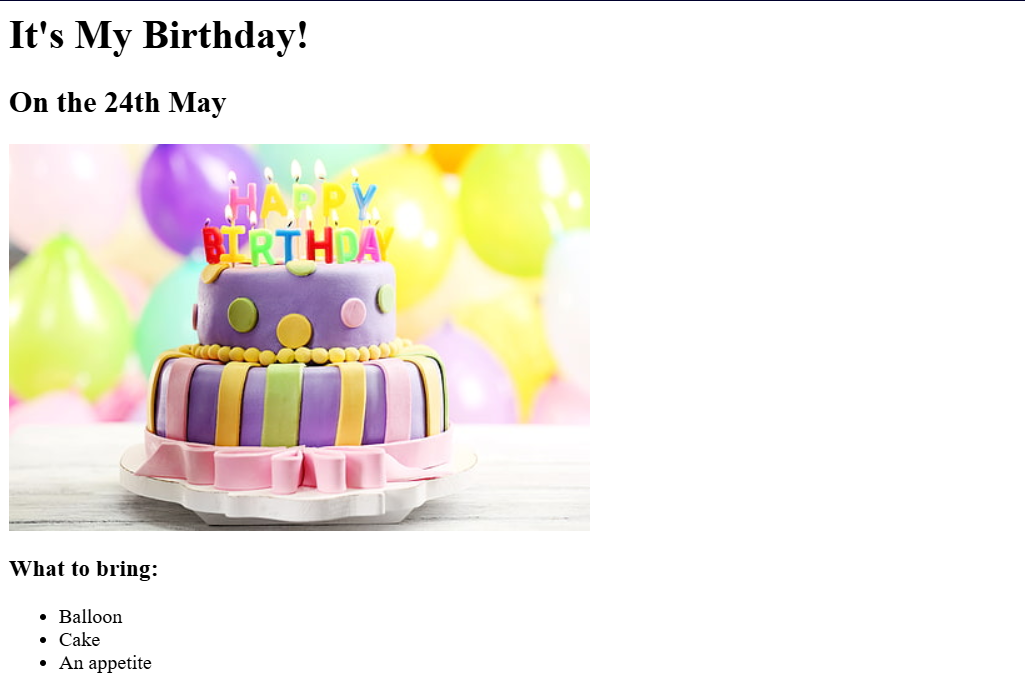 It's My Birthday!
On the 24th May
HAPPY
BIRTHDAY
What to bring:
Balloon
Cake
An appetite